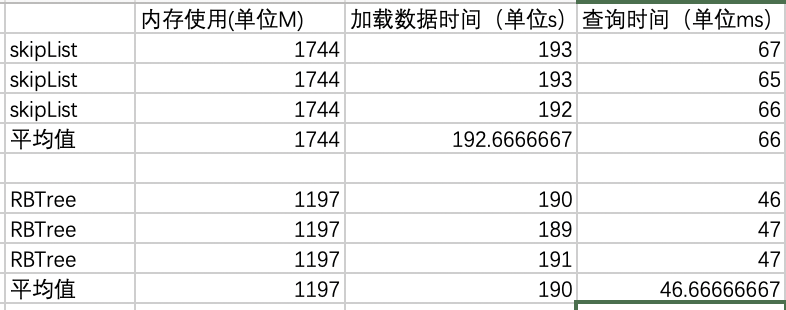 内存使用(单位M) 加载数据时间（单位s） 查询时间（单位ms）
skipList 1744 193 67
skipList 1744 193 65
skipList 1744 192 66
平均值 1744 192.6666667 66
RBTree 1197 190 46
RBTree 1197 189 47
RBTree 1197 191 47
平均值 1197 190 46.66666667